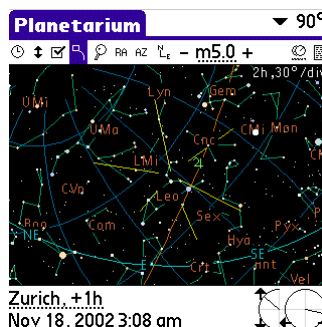 Planetarium 90°
RA AZ N E - m5.0 +
2h,30°/div
Lyn Gem
UMi
UMa CMi Mon
Cnc
LMi
CVn Leo
Sex
Boo Com Hya Pyx
NE SE
E Crt Ant
Vel
Zurich, +1h
Nov 18, 2002 3:08 am